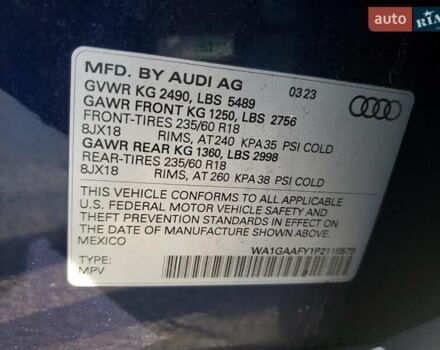 auto RIA
MFD. BY AUDI AG 03 23
GVWR KG 2490, LBS 5489
GAWR FRONT KG 1250, LBS 2756
FRONT-TIRES 235/60 R18
8JX18 RIMS, AT 240 KPA 35 PSI COLD
GAWR REAR KG 1360, LBS 2998
REAR-TIRES 235/60 R18
8JX18 RIMS, AT 260 KPA 38 PSI COLD
THIS VEHICLE CONFORMS TO ALL APPLICABLE
U.S. FEDERAL MOTOR VEHICLE SAFETY AND
THEFT PREVENTION STANDARDS IN EFFECT ON
THE DATE OF MANUFACTURE SHOWN ABOVE.
MEXICO WA1GAAFY1P2118579
TYPE:
MPV